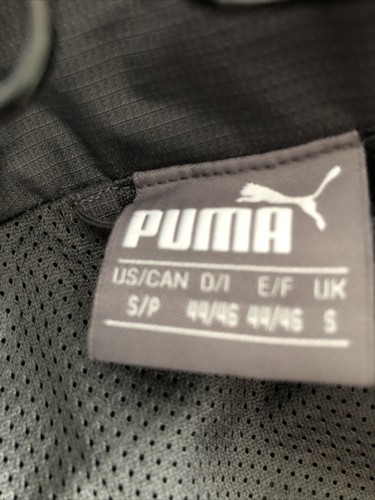 PUMA
US/CAN D/I E/F UK
S/P 44/46 44/46 S